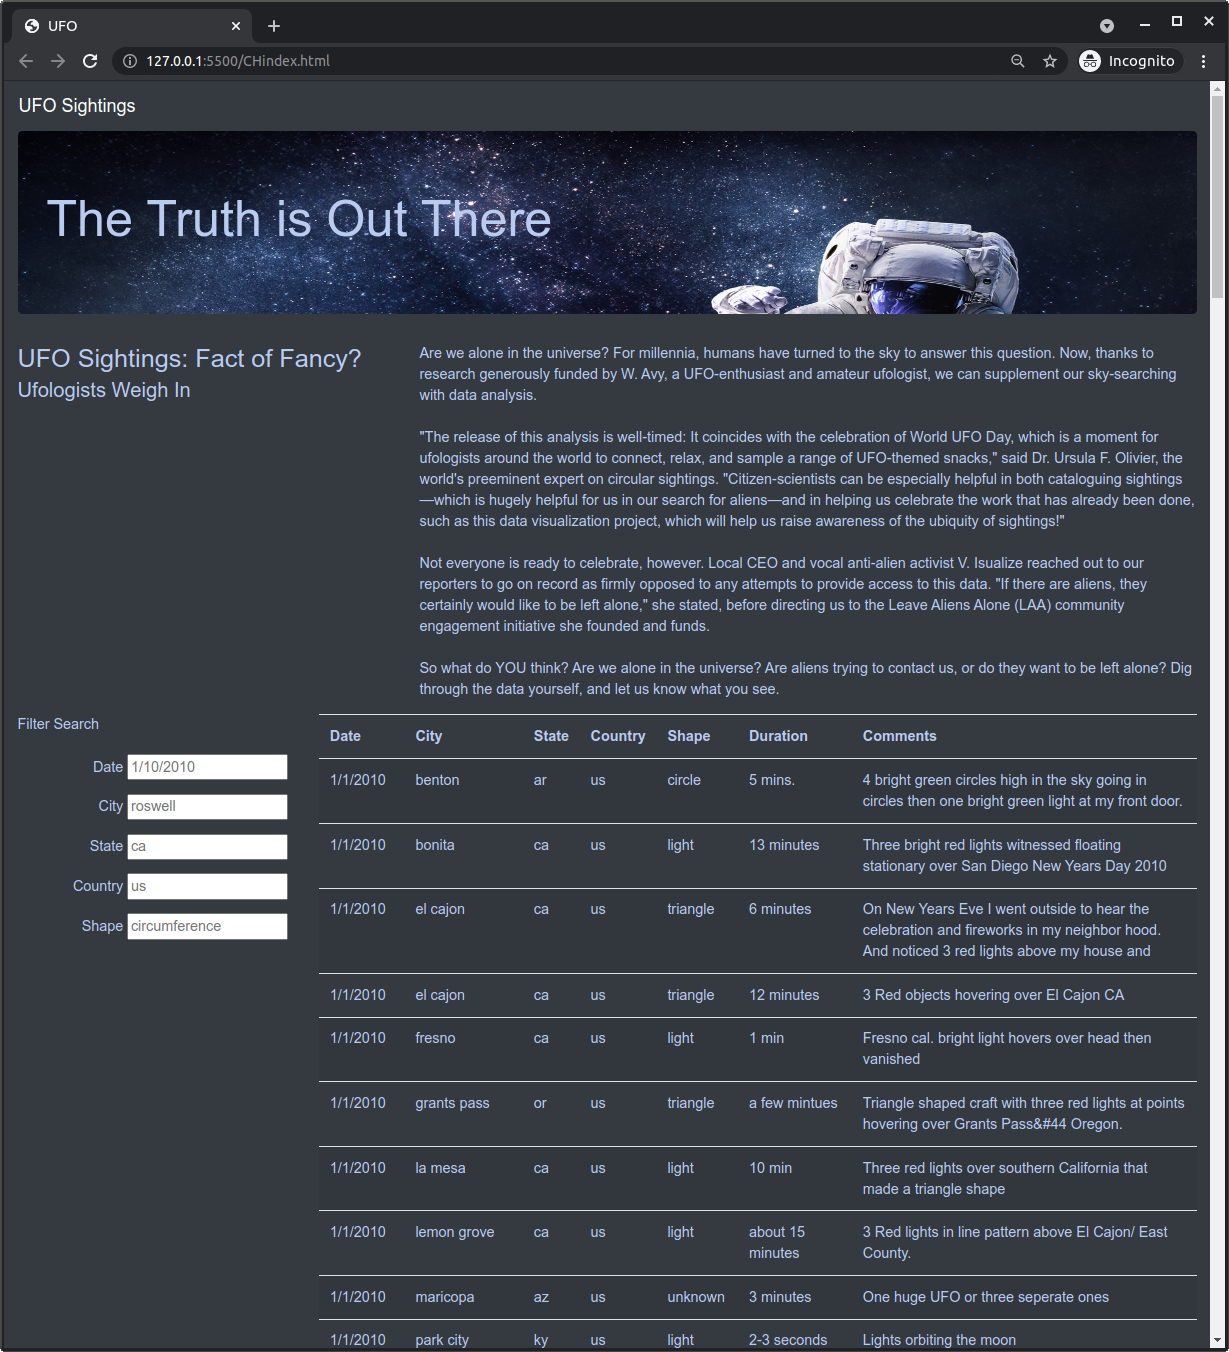 UFO
127.0.0.1:5500/CHindex.html
Incognito
UFO Sightings
The Truth is Out There
UFO Sightings: Fact of Fancy?
Ufologists Weigh In
Are we alone in the universe? For millennia, humans have turned to the sky to answer this question. Now, thanks to
research generously funded by W. Avy, a UFO-enthusiast and amateur ufologist, we can supplement our sky-searching
with data analysis.
"The release of this analysis is well-timed: It coincides with the celebration of World UFO Day, which is a moment for
ufologists around the world to connect, relax, and sample a range of UFO-themed snacks," said Dr. Ursula F. Olivier, the
world's preeminent expert on circular sightings. "Citizen-scientists can be especially helpful in both cataloguing sightings
—which is hugely helpful for us in our search for aliens—and in helping us celebrate the work that has already been done,
such as this data visualization project, which will help us raise awareness of the ubiquity of sightings!"
Not everyone is ready to celebrate, however. Local CEO and vocal anti-alien activist V. Isualize reached out to our
reporters to go on record as firmly opposed to any attempts to provide access to this data. "If there are aliens, they
certainly would like to be left alone," she stated, before directing us to the Leave Aliens Alone (LAA) community
engagement initiative she founded and funds.
So what do YOU think? Are we alone in the universe? Are aliens trying to contact us, or do they want to be left alone? Dig
through the data yourself, and let us know what you see.
Filter Search
Date 1/10/2010
City roswell
State ca
Country us
Shape circumference
Date City State Country Shape Duration Comments
1/1/2010 benton ar us circle 5 mins. 4 bright green circles high in the sky going in
circles then one bright green light at my front door.
1/1/2010 bonita ca us light 13 minutes Three bright red lights witnessed floating
stationary over San Diego New Years Day 2010
1/1/2010 el cajon ca us triangle 6 minutes On New Years Eve I went outside to hear the
celebration and fireworks in my neighbor hood.
And noticed 3 red lights above my house and
1/1/2010 el cajon ca us triangle 12 minutes 3 Red objects hovering over El Cajon CA
1/1/2010 fresno ca us light 1 min Fresno cal. bright light hovers over head then
vanished
1/1/2010 grants pass or us triangle a few mintues Triangle shaped craft with three red lights at points
hovering over Grants Pass&#44 Oregon.
1/1/2010 la mesa ca us light 10 min Three red lights over southern California that
made a triangle shape
1/1/2010 lemon grove ca us light about 15 3 Red lights in line pattern above El Cajon/ East
minutes County.
1/1/2010 maricopa az us unknown 3 minutes One huge UFO or three seperate ones
1/1/2010 park city ky us light 2-3 seconds Lights orbiting the moon